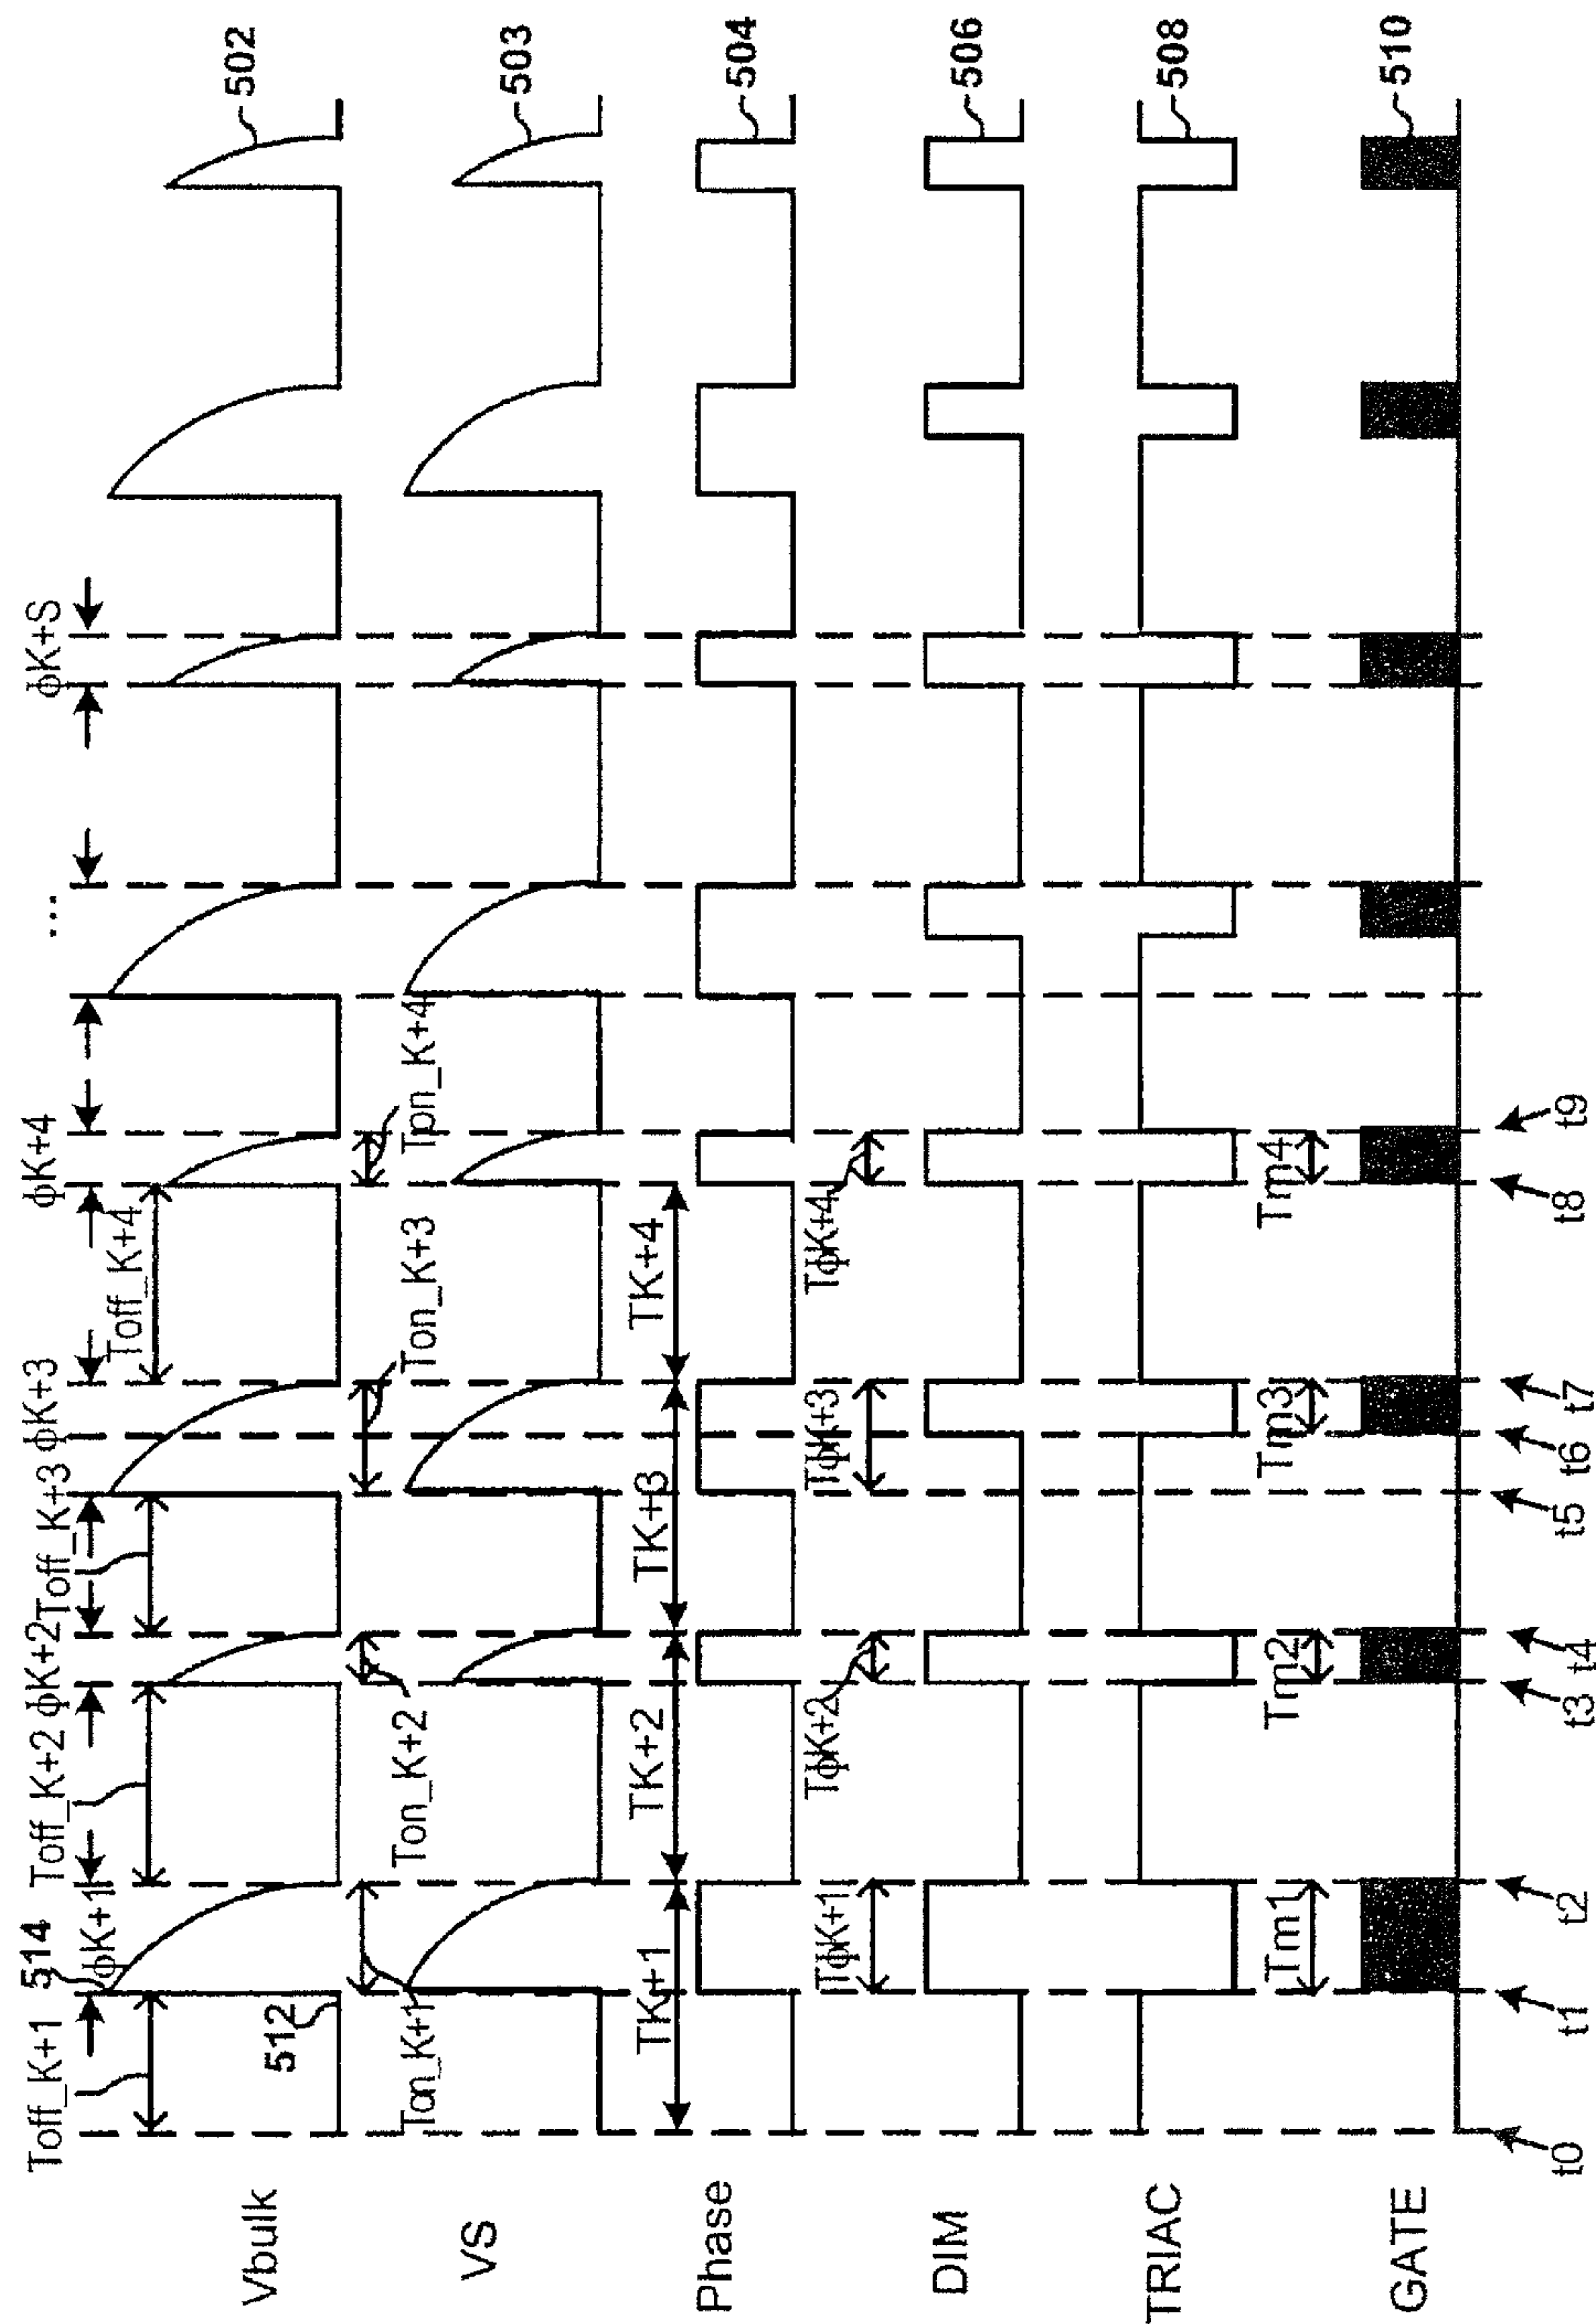 Toff_K+1
514
ϕK+1
Toff_K+2
ϕK+2
Toff_K+3
ϕK+3
Toff_K+4
ϕK+4
...
ϕK+S
Vbulk
512
502
Ton_K+1
Ton_K+2
Ton_K+3
Ton_K+4
VS
503
TK+1
TK+2
TK+3
TK+4
Phase
504
TϕK+1
TϕK+2
TϕK+3
TϕK+4
DIM
506
TRIAC
508
Tm1
Tm2
Tm3
Tm4
GATE
510
t0
t1
t2
t3
t4
t5
t6
t7
t8
t9